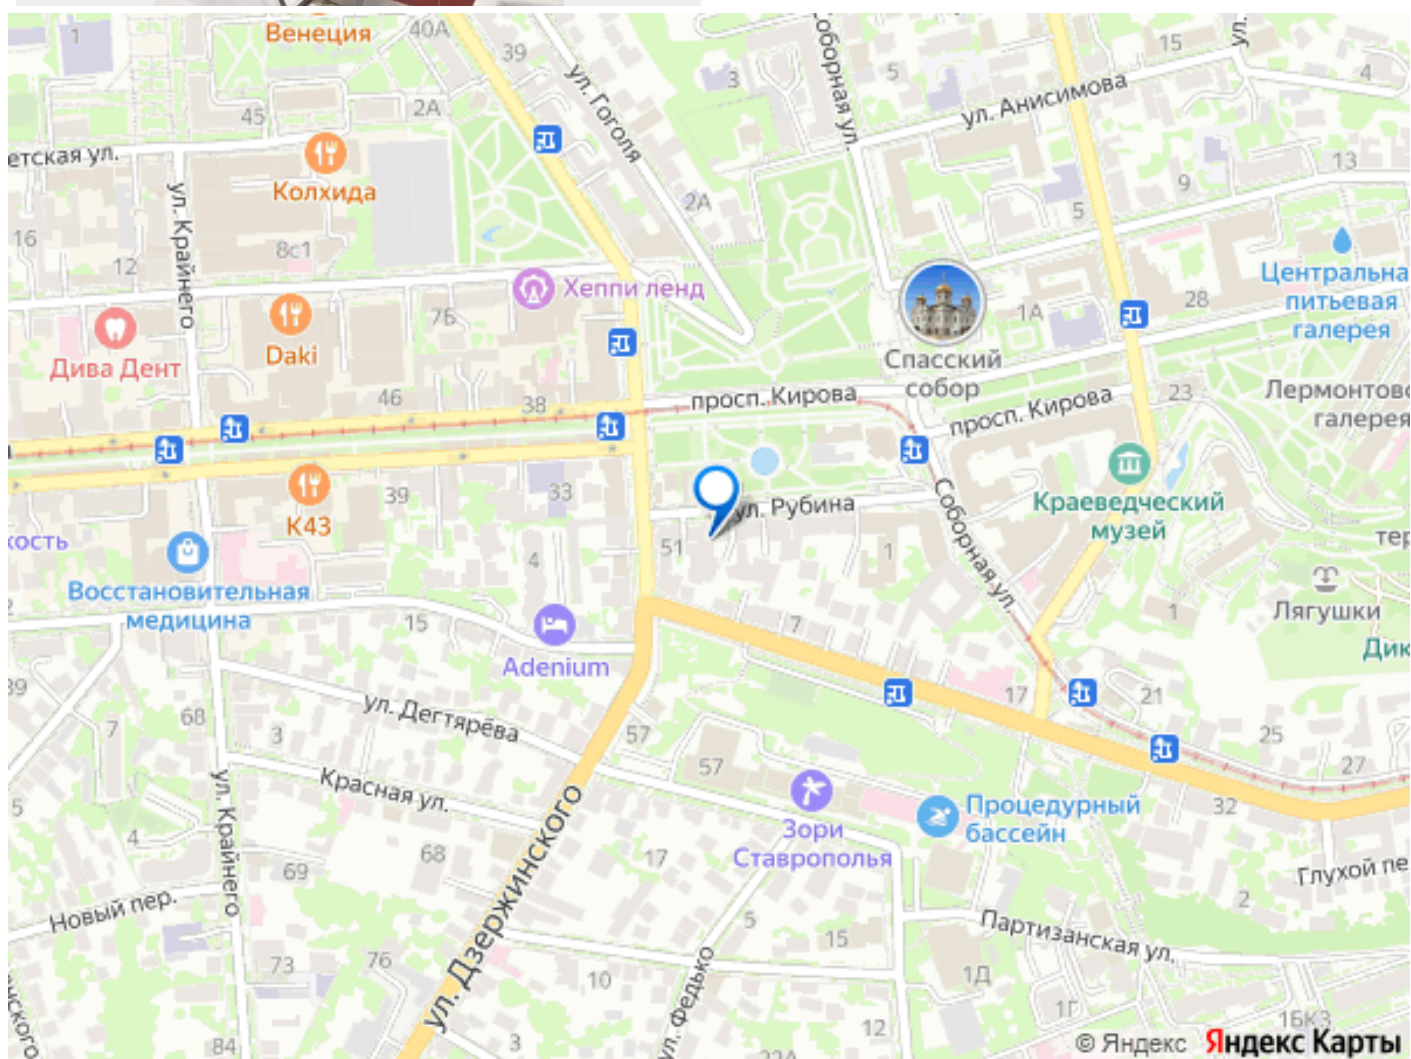 1
Венеция
40А
39
ул. Гоголя
3
Соборная ул.
5
15
ул.
4
ул. Анисимова
45
2А
етская ул.
Колхида
ул. Крайнего
2А
13
9
5
16
12
8с1
Хеппи ленд
7Б
Дива Дент
Daki
Спасский
собор
1А
28
Центральна
питьевая
галерея
46
38
просп. Кирова
просп. Кирова
23
Лермонтово
галерея
К43
39
33
ул. Рубина
Соборная ул.
Краеведческий
музей
тер
кость
51
4
1
Восстановительная
медицина
15
Adenium
7
1
Лягушки
Дик
39
68
7
3
ул. Дегтярёва
57
17
21
25
27
57
Красная ул.
ул. Крайнего
5
4
Зори
Ставрополья
Процедурный
бассейн
32
68
69
17
Глухой пе
2
Новый пер.
ул. Дзержинского
5
15
Партизанская ул.
73
76
10
ул. Федько
1Д
1Г
16К3
нского
84
3
22А
12
© Яндекс Яндекс Карты